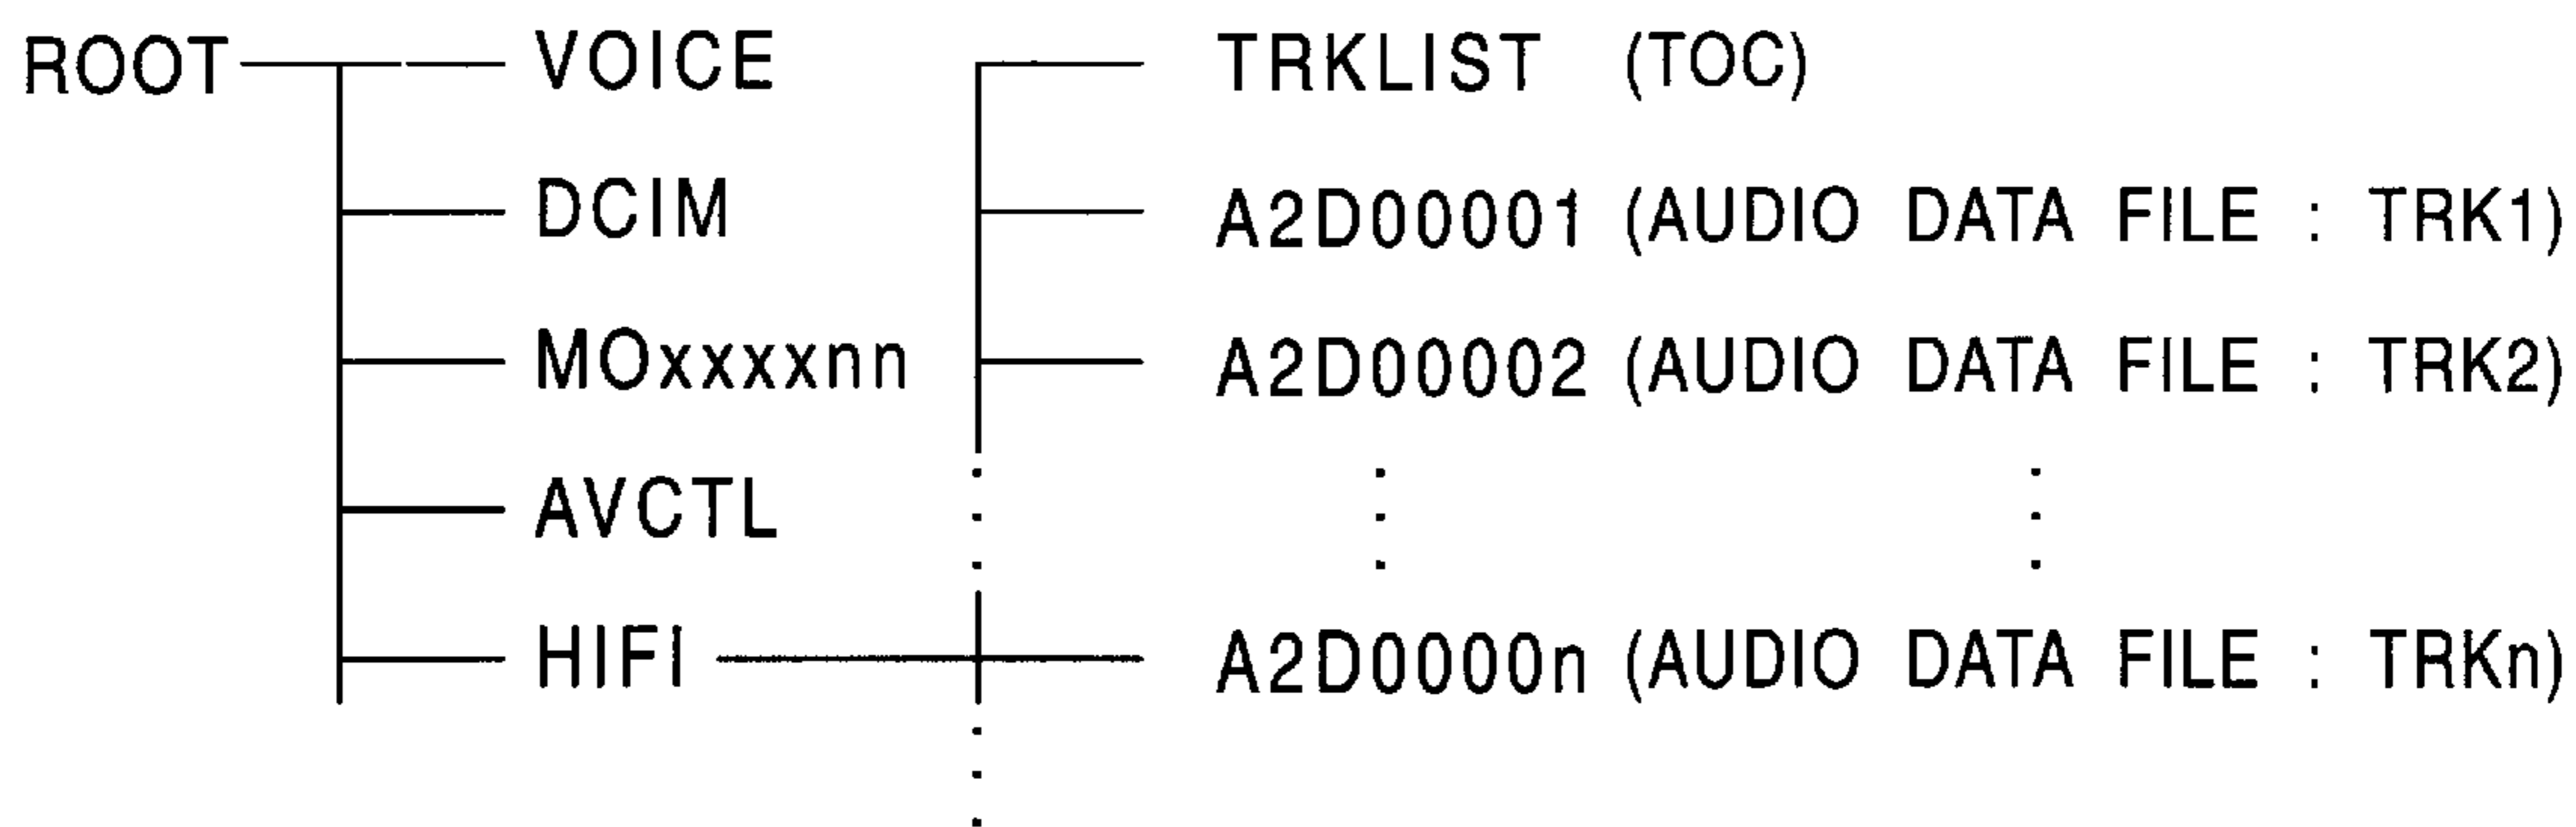 ROOT VOICE TRKLIST (TOC)
DCIM A2D00001 (AUDIO DATA FILE : TRK1)
MOxxxxnn A2D00002 (AUDIO DATA FILE : TRK2)
AVCTL
HIFI A2D0000n (AUDIO DATA FILE : TRKn)